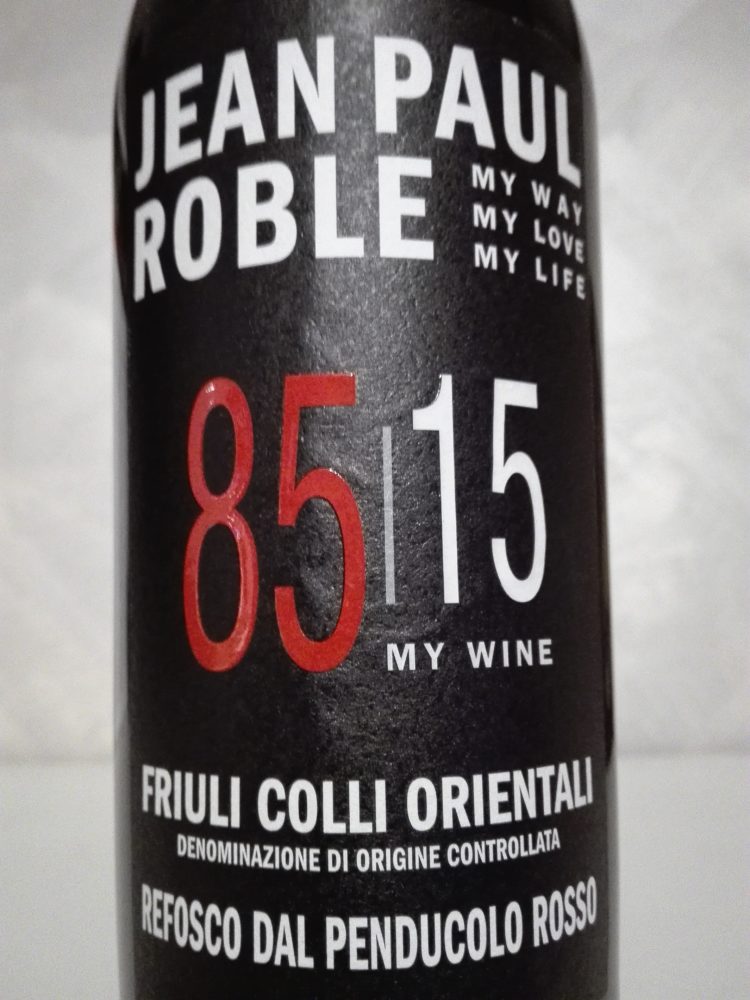 JEAN PAUL
ROBLE
MY WAY
MY LOVE
MY LIFE
85|15
MY WINE
FRIULI COLLI ORIENTALI
DENOMINAZIONE DI ORIGINE CONTROLLATA
REFOSCO DAL PENDUCOLO ROSSO